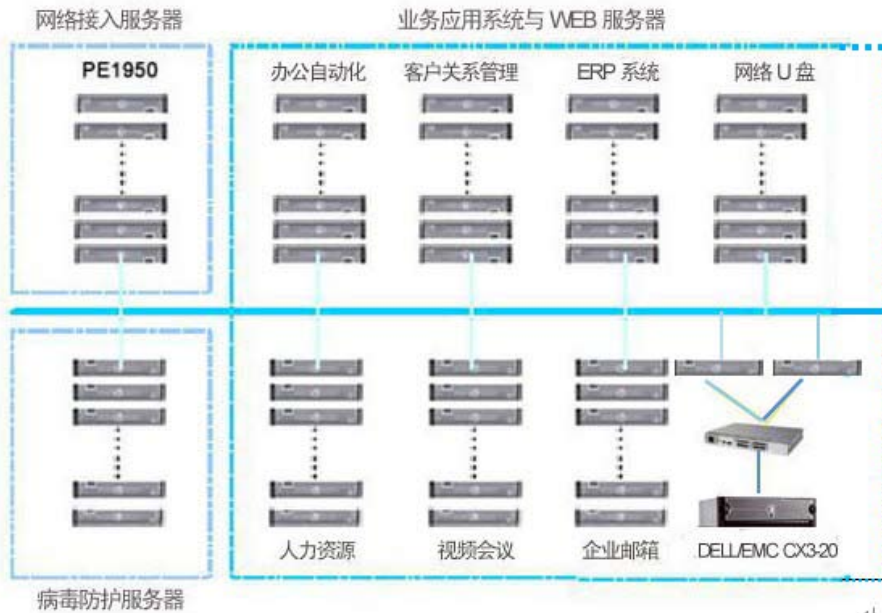 网络接入服务器
业务应用系统与 WEB 服务器
PE1950
办公自动化
客户关系管理
ERP 系统
网络 U 盘
人力资源
视频会议
企业邮箱
DELL/EMC CX3-20
病毒防护服务器